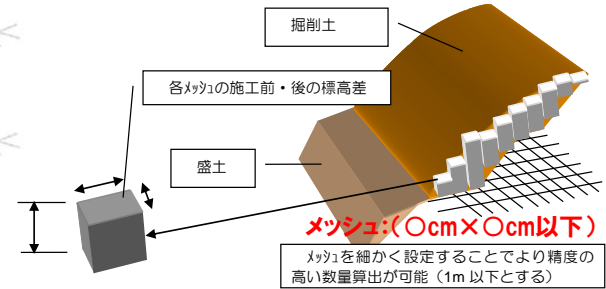 掘削土
各ﾒｯｼｭの施工前・後の標高差
盛土
メッシュ:(〇cm×〇cm以下)
ﾒｯｼｭを細かく設定することでより精度の
高い数量算出が可能（1m 以下とする）